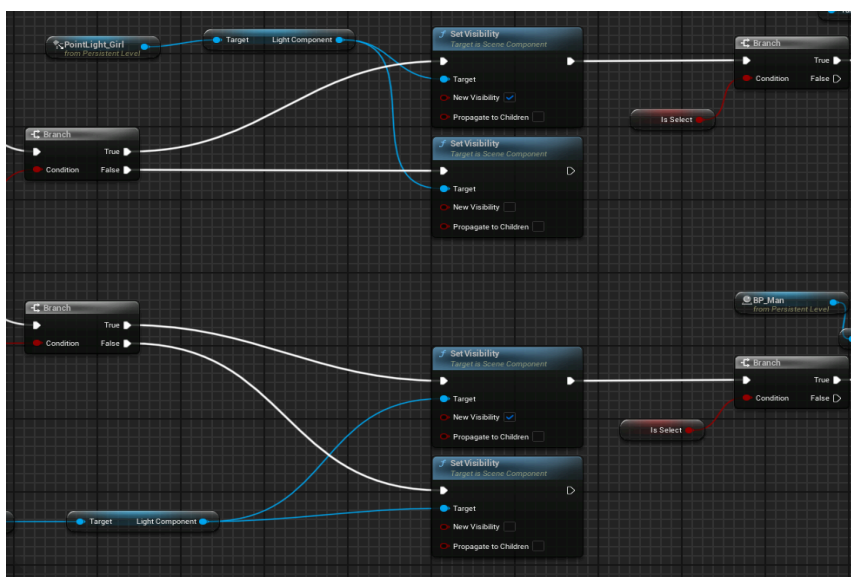 PointLight_Girl
from Persistent Level
Target Light Component
Set Visibility
Target is Scene Component
Target
New Visibility
Propagate to Children
Branch
True
Condition False
Is Select
Branch
True
Condition False
Set Visibility
Target is Scene Component
Target
New Visibility
Propagate to Children
Branch
True
Condition False
BP_Man
from Persistent Level
Set Visibility
Target is Scene Component
Target
New Visibility
Propagate to Children
Branch
True
Condition False
Is Select
Set Visibility
Target is Scene Component
Target
New Visibility
Propagate to Children
Target Light Component